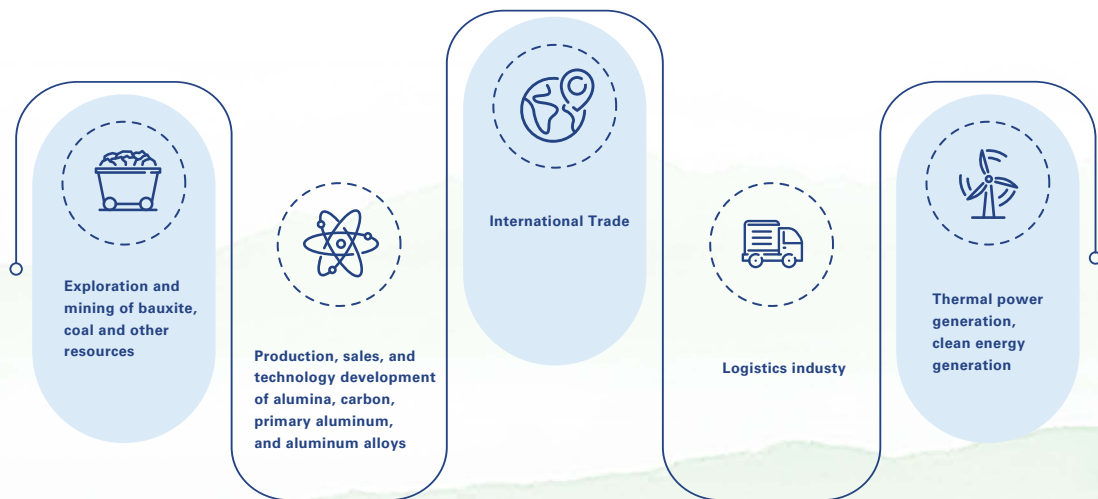 Exploration and
mining of bauxite,
coal and other
resources
Production, sales, and
technology development
of alumina, carbon,
primary aluminum,
and aluminum alloys
International Trade
Logistics industy
Thermal power
generation,
clean energy
generation